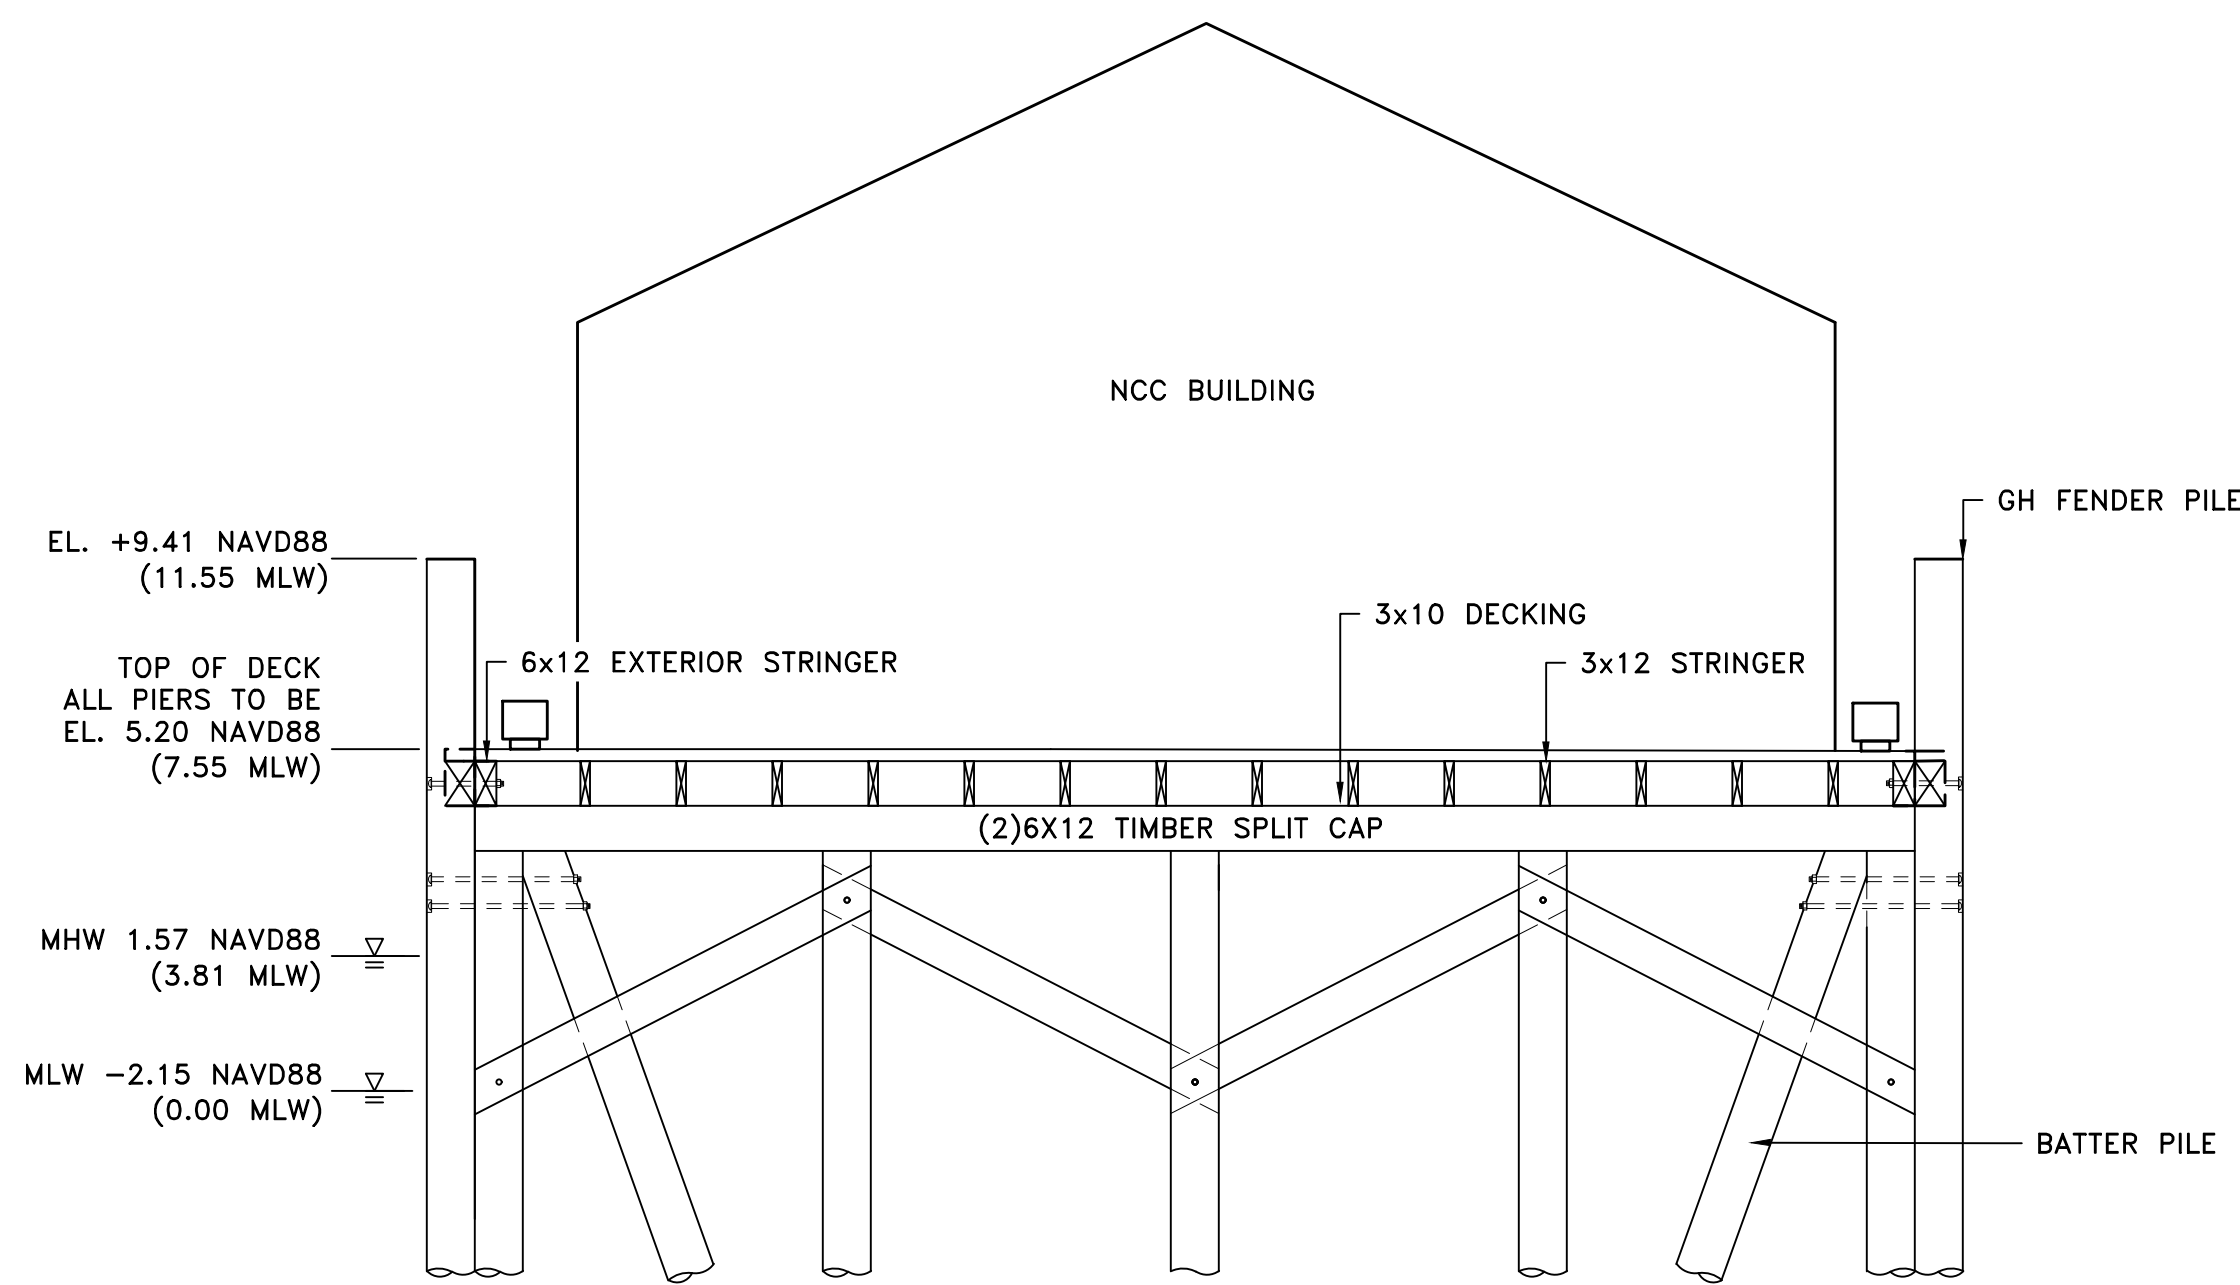 NCC BUILDING
GH FENDER PILE
EL. +9.41 NAVD88
(11.55 MLW)
3x10 DECKING
6x12 EXTERIOR STRINGER
3x12 STRINGER
TOP OF DECK
ALL PIERS TO BE
EL. 5.20 NAVD88
(7.55 MLW)
(2)6X12 TIMBER SPLIT CAP
MHW 1.57 NAVD88
(3.81 MLW)
MLW −2.15 NAVD88
(0.00 MLW)
BATTER PILE